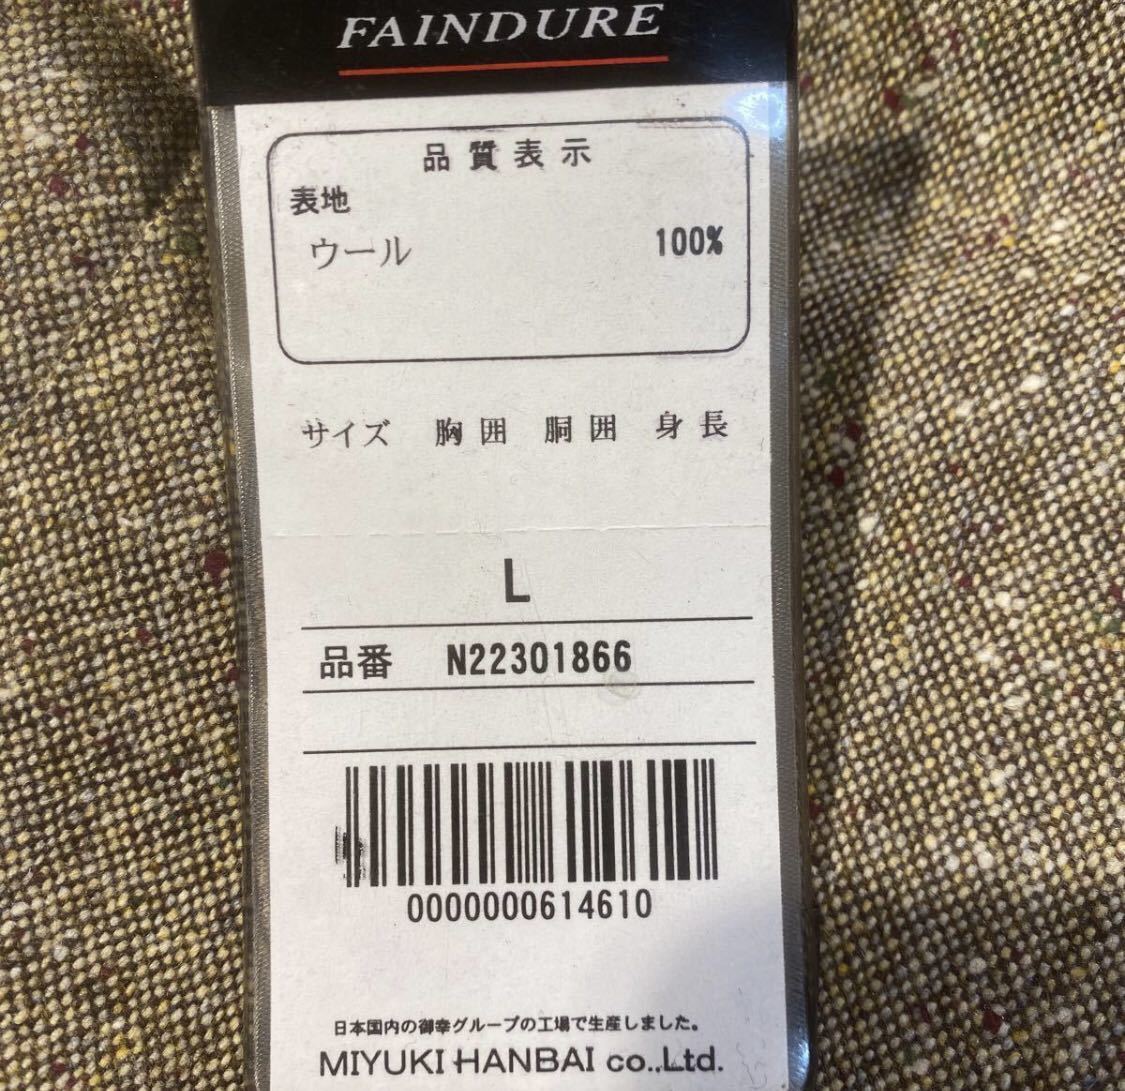 FAINDURE
品質表示
表地
ウール 100%
サイズ 胸囲 胴囲 身長
L
品番 N22301866
0000000614610
日本国内の御幸グループの工場で生産しました。
MIYUKI HANBAI co.,Ltd.